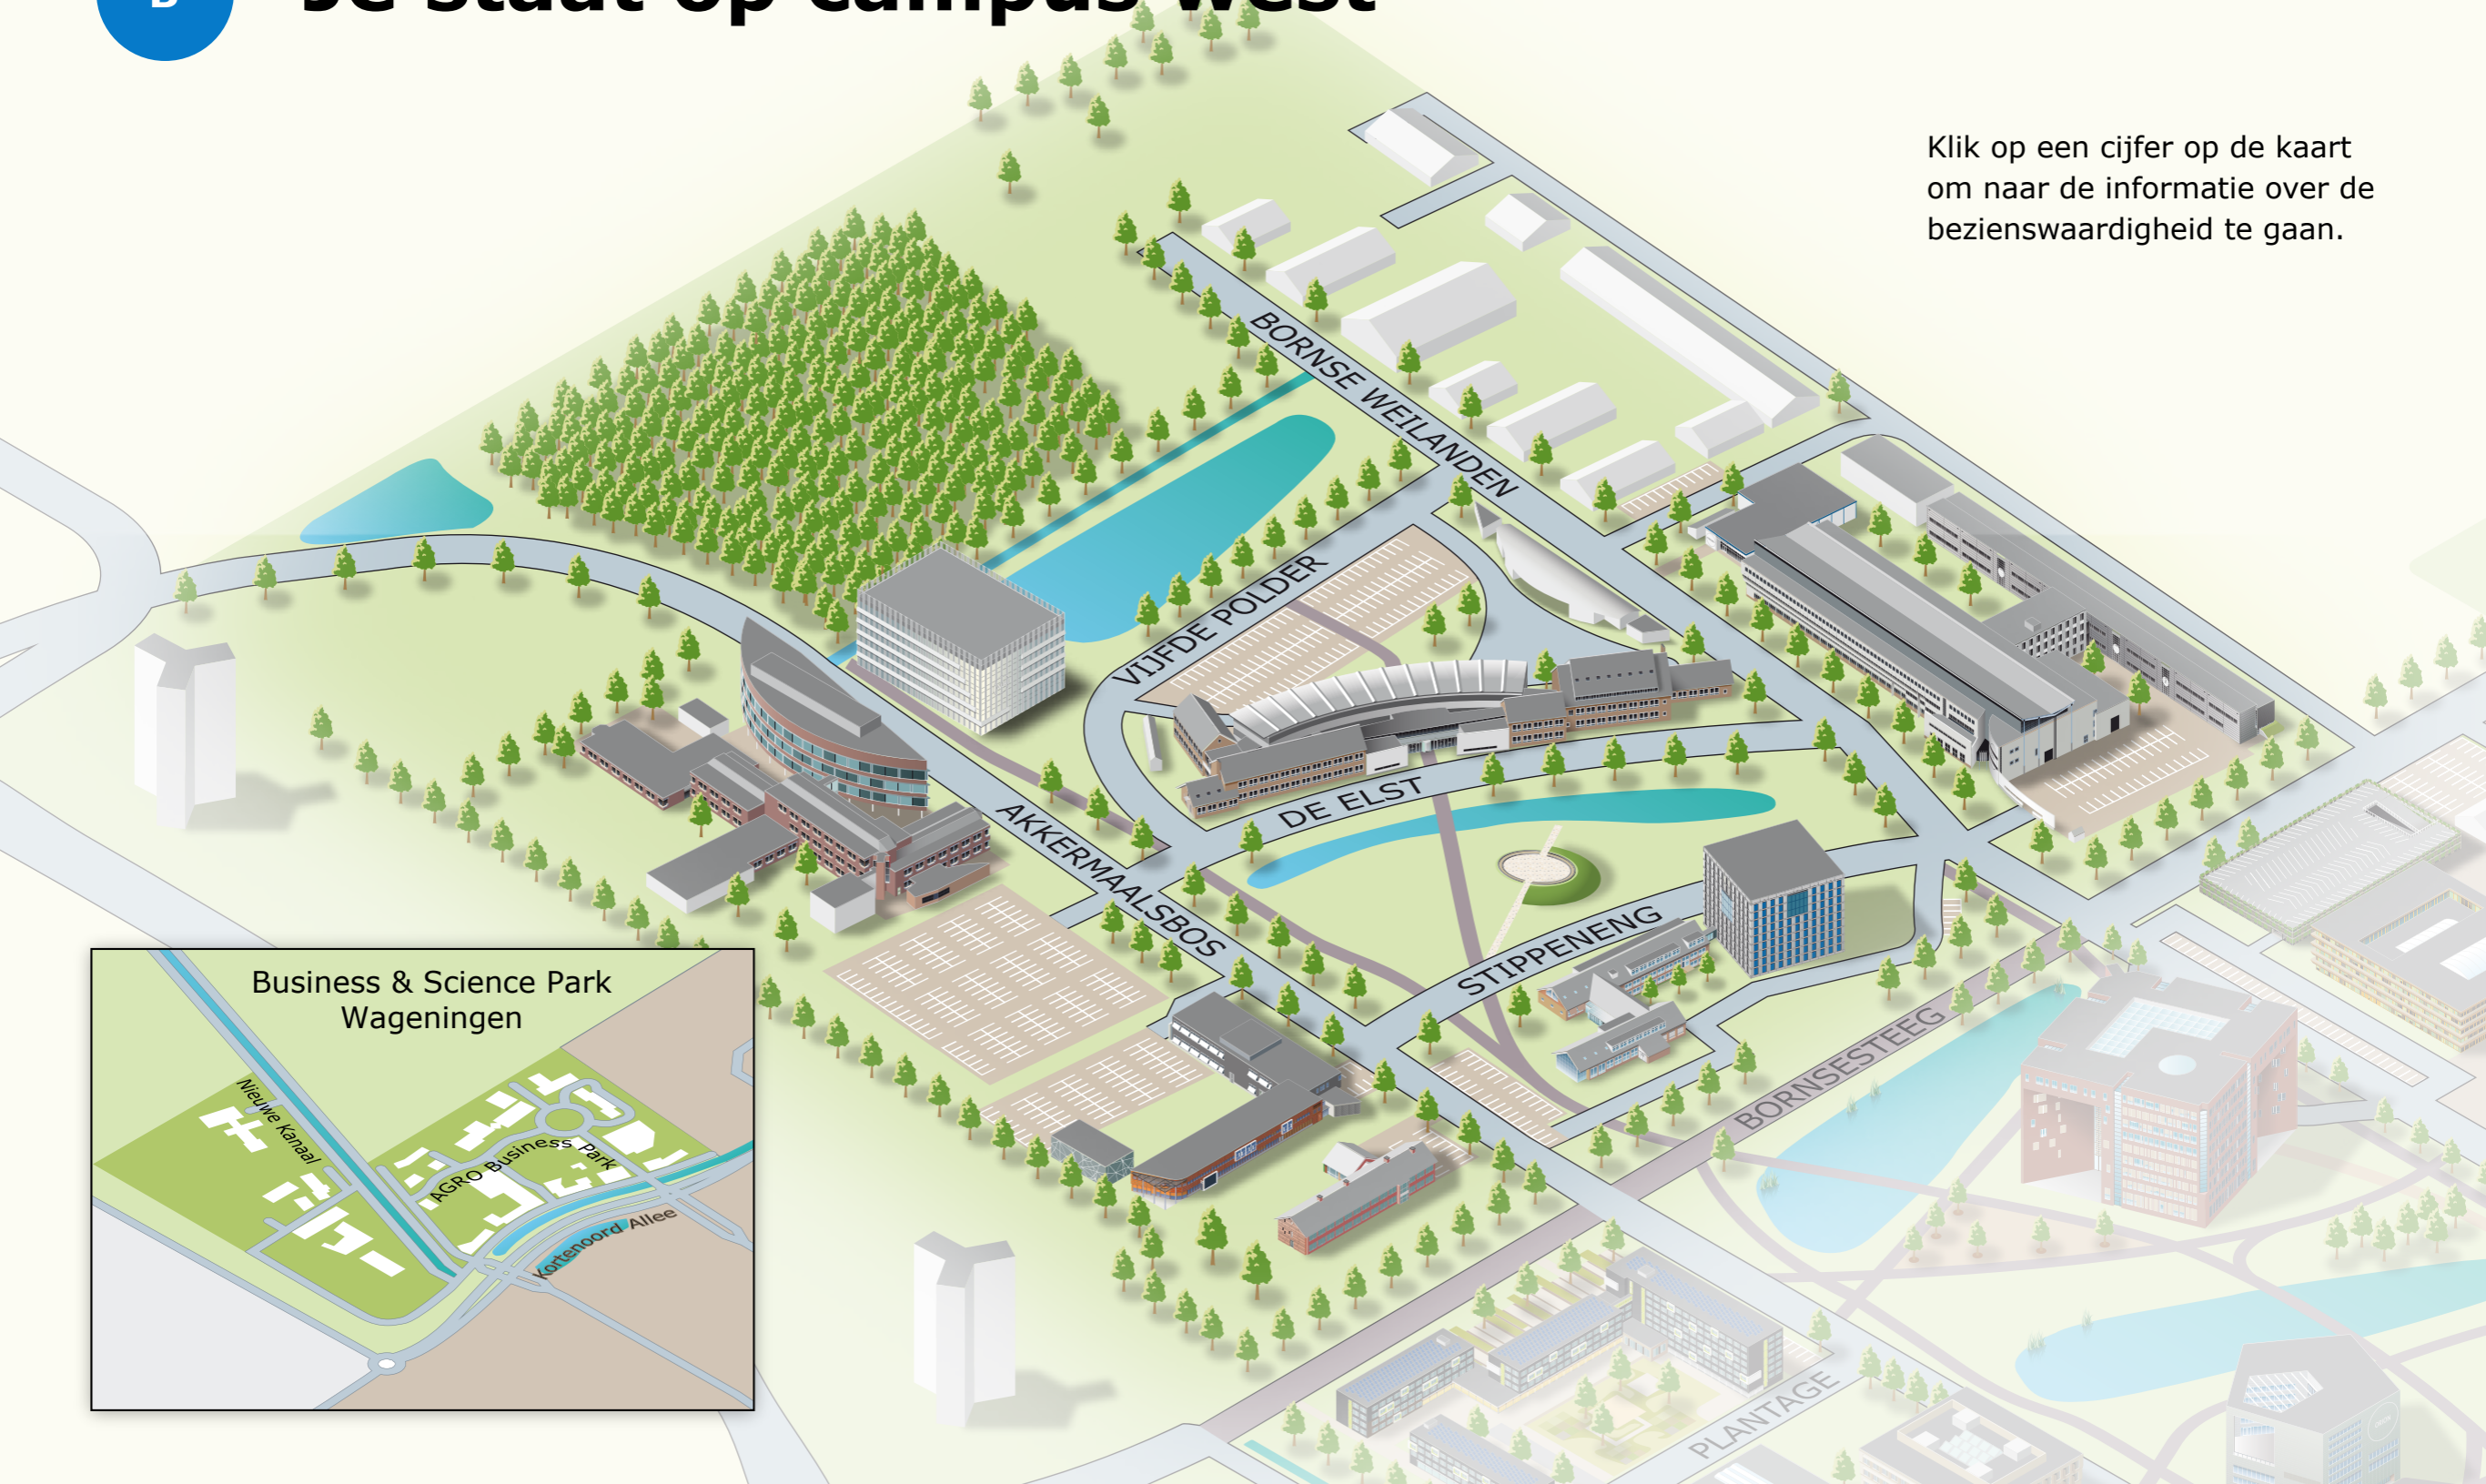 B
Je staat op campus west
Klik op een cijfer op de kaart
om naar de informatie over de
bezienswaardigheid te gaan.
BORNSE WEILANDEN
VIJFDE POLDER
DE ELST
AKKERMAALSBOS
STIPPENENG
BORNSESTEEG
PLANTAGE
Business & Science Park
Wageningen
Nieuwe Kanaal
AGRO Business Park
Kortenoord Allee